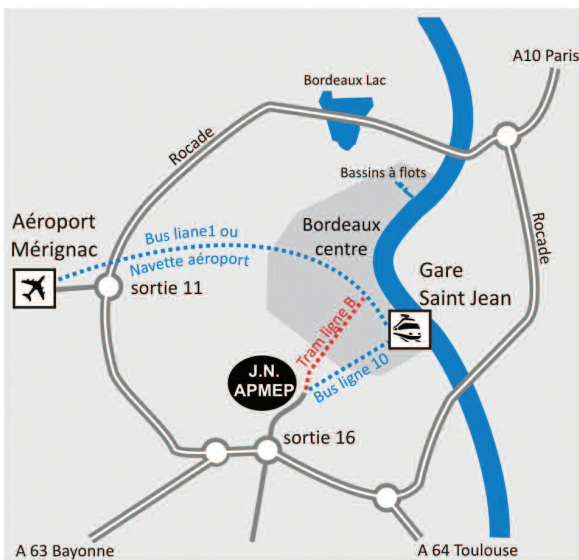 A10 Paris
Bordeaux Lac
Rocade
Bassins à flots
Aéroport
Mérignac
Bus liane1 ou
Navette aéroport
Bordeaux
centre
Rocade
Gare
Saint Jean
sortie 11
Tram ligne B
J.N.
APMEP
Bus ligne 10
sortie 16
A 63 Bayonne
A 64 Toulouse